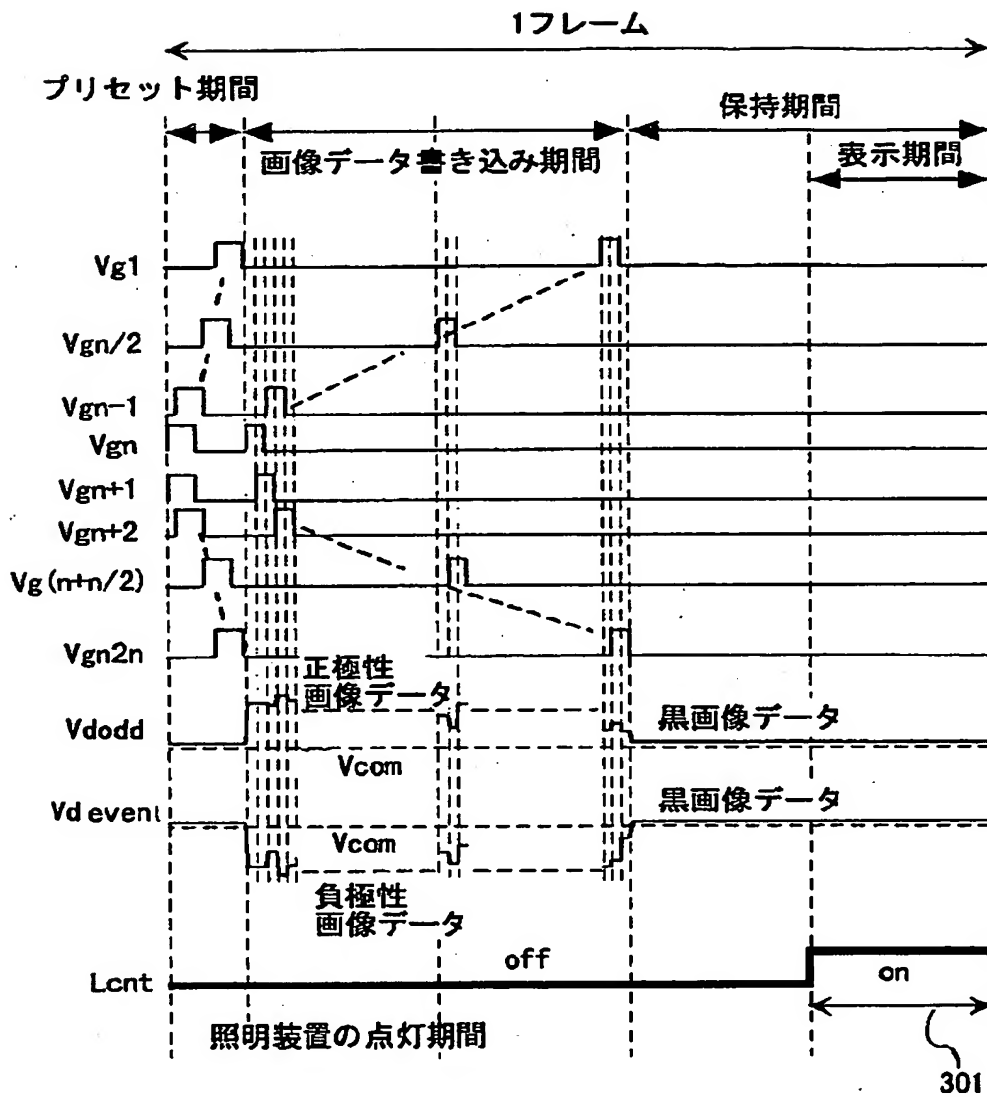 1フレーム
プリセット期間
保持期間
画像データ書き込み期間
表示期間
Vg1
Vgn/2
Vgn-1
Vgn
Vgn+1
Vgn+2
Vg(n+n/2)
Vgn2n
正極性
画像データ
Vdodd
黒画像データ
Vcom
Vdevent
黒画像データ
Vcom
負極性
画像データ
off
on
Lcnt
照明装置の点灯期間
301